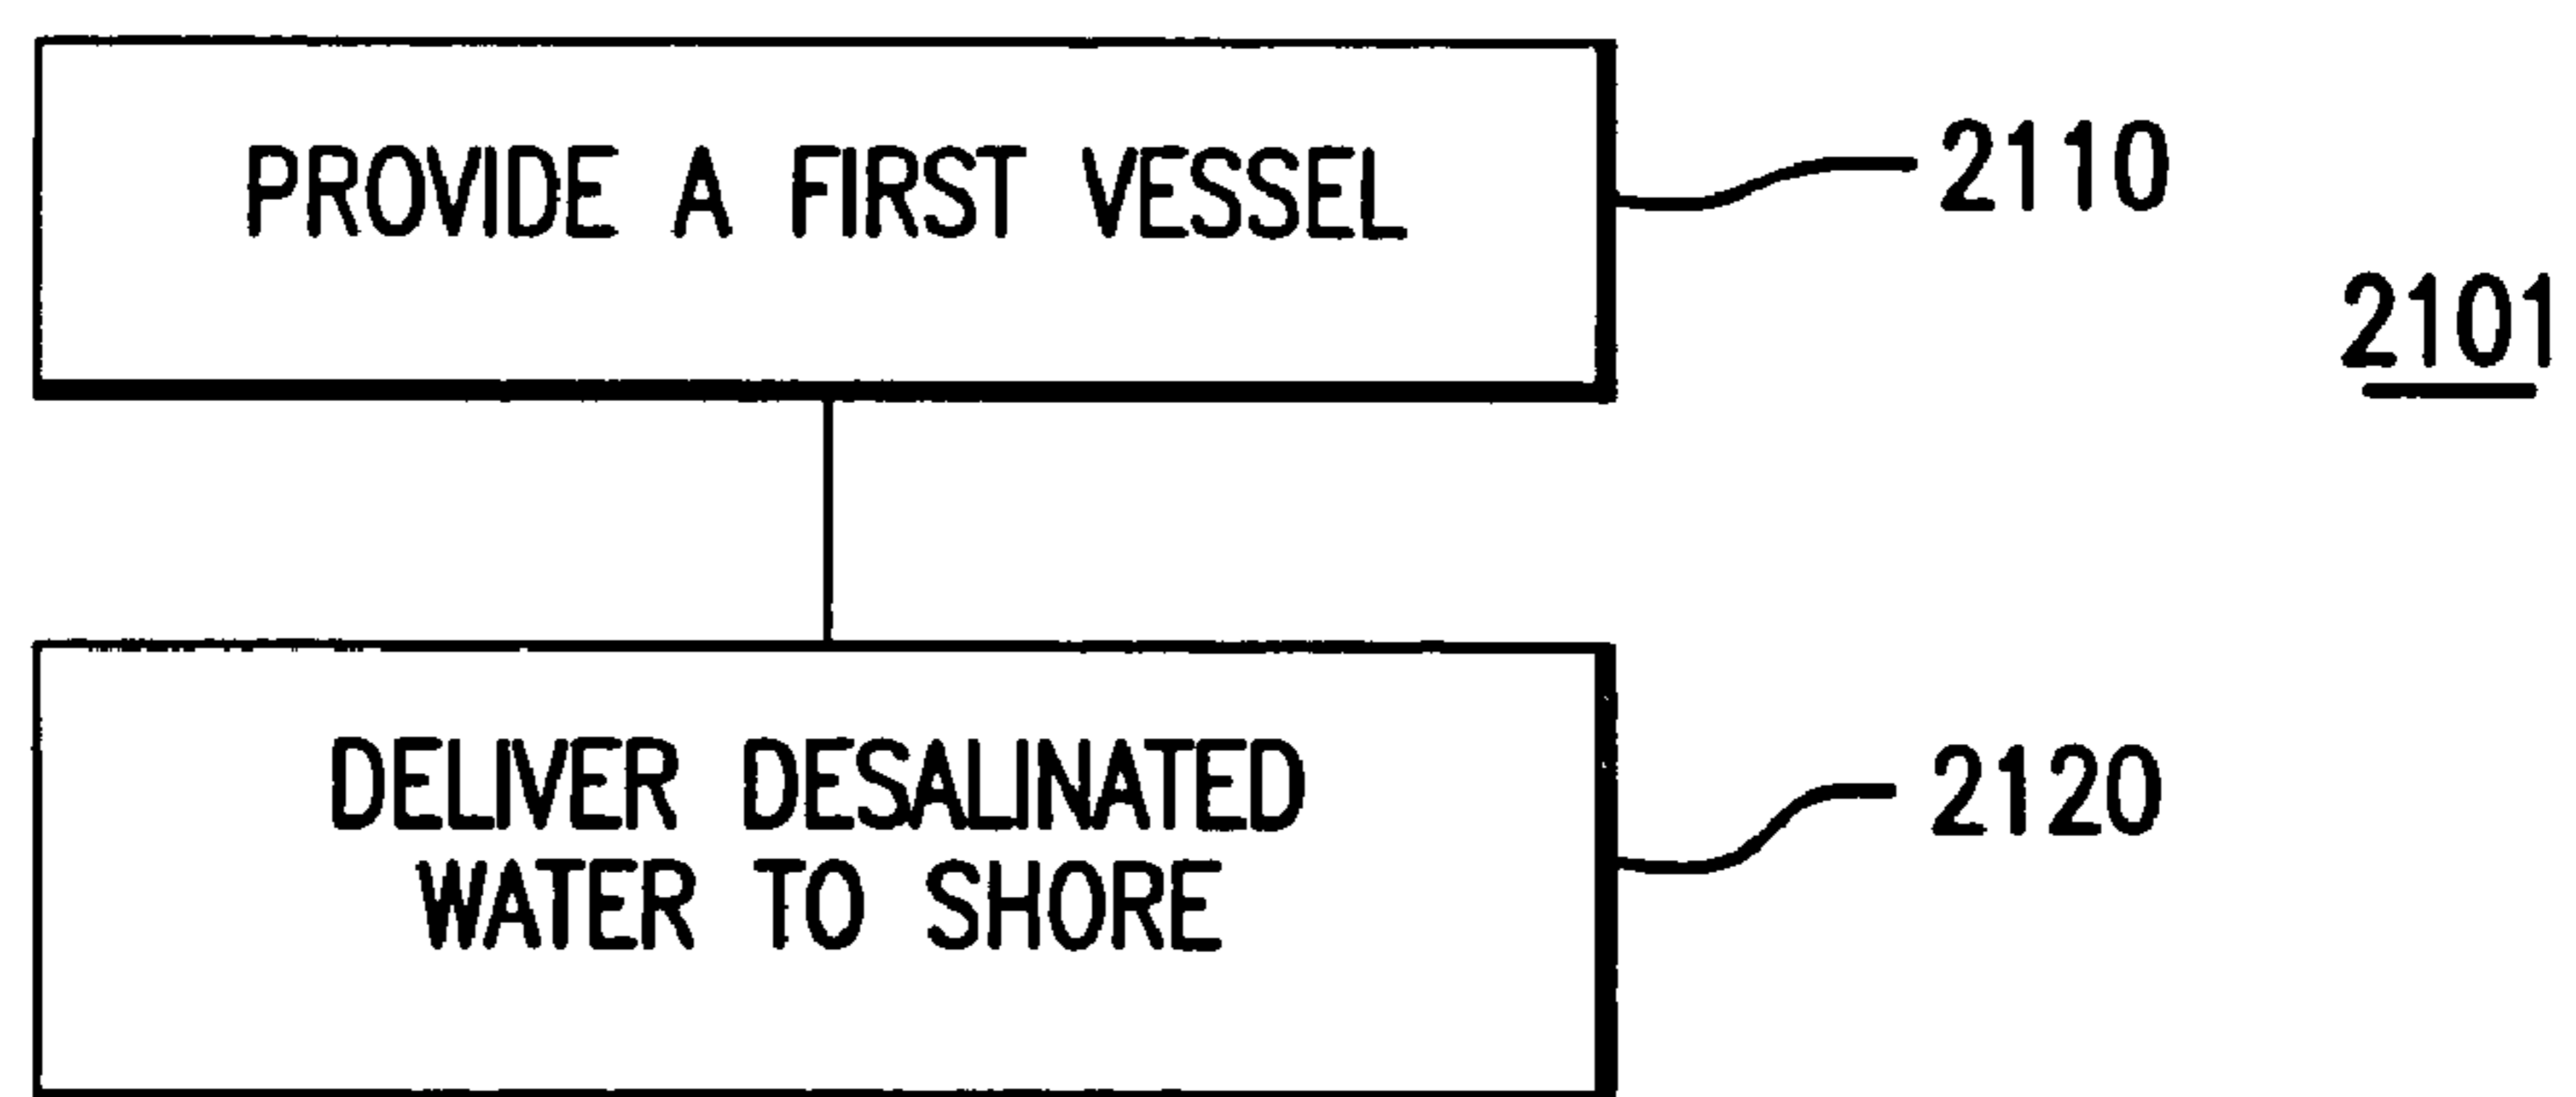 PROVIDE A FIRST VESSEL
2110
2101
DELIVER DESALINATED
WATER TO SHORE
2120